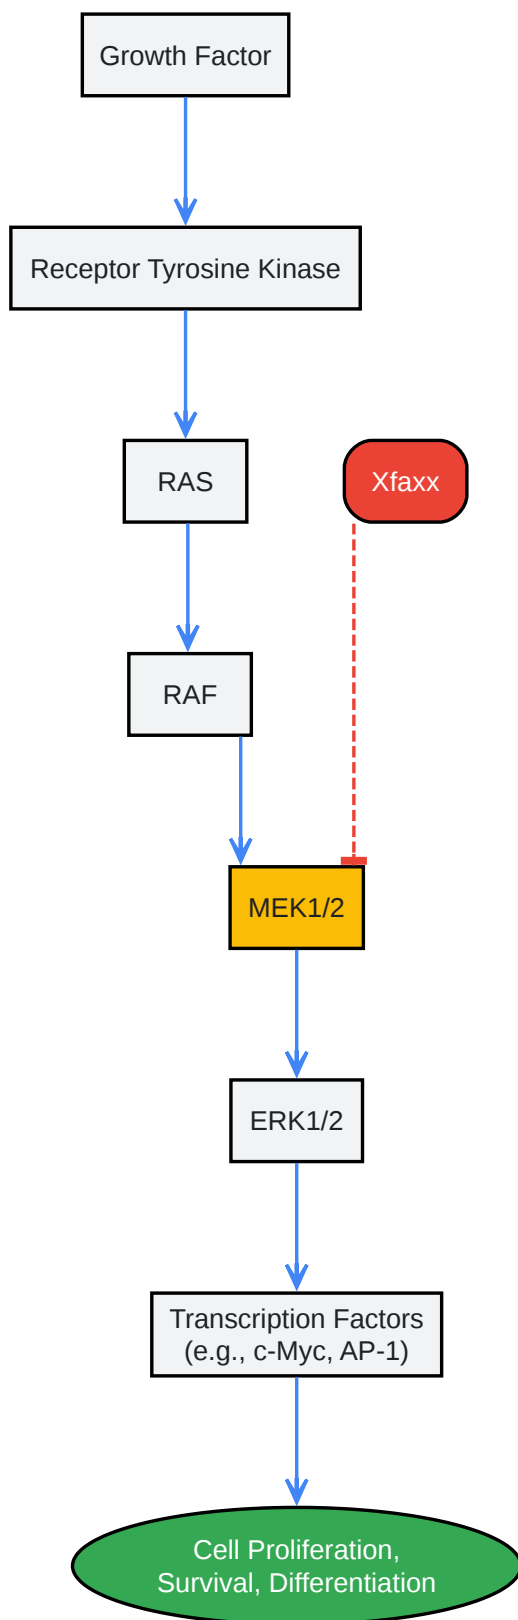 Growth Factor
Receptor Tyrosine Kinase
RAS
Xfaxx
RAF
MEK1/2
ERK1/2
Transcription Factors
(e.g., c-Myc, AP-1)
Cell Proliferation,
Survival, Differentiation